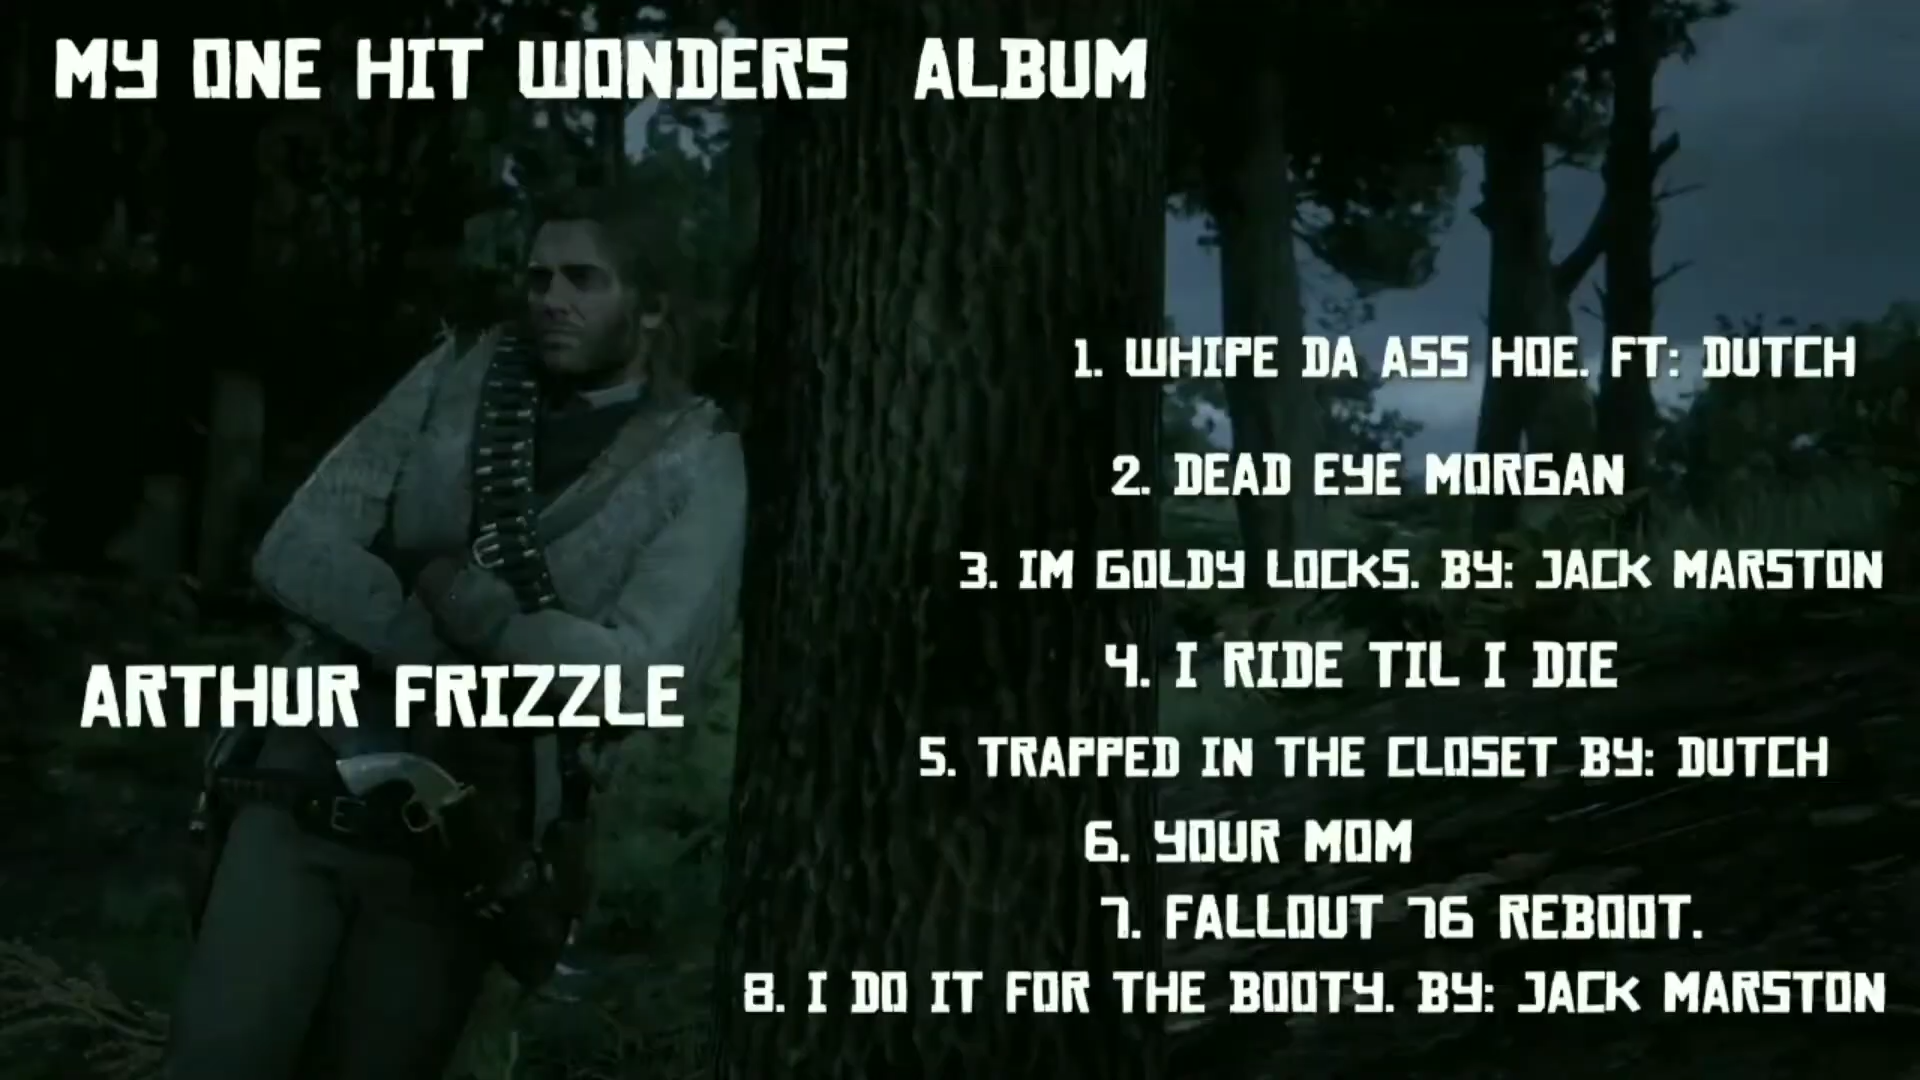 MY ONE HIT WONDERS ALBUM
1. WHIPE DA ASS HOE. FT: DUTCH
2. DEAD EYE MORGAN
3. IM GOLDY LOCKS. BY: JACK MARSTON
4. I RIDE TIL I DIE
ARTHUR FRIZZLE
5. TRAPPED IN THE CLOSET BY: DUTCH
6. YOUR MOM
7. FALLOUT 76 REBOOT.
8. I DO IT FOR THE BOOTY. BY: JACK MARSTON